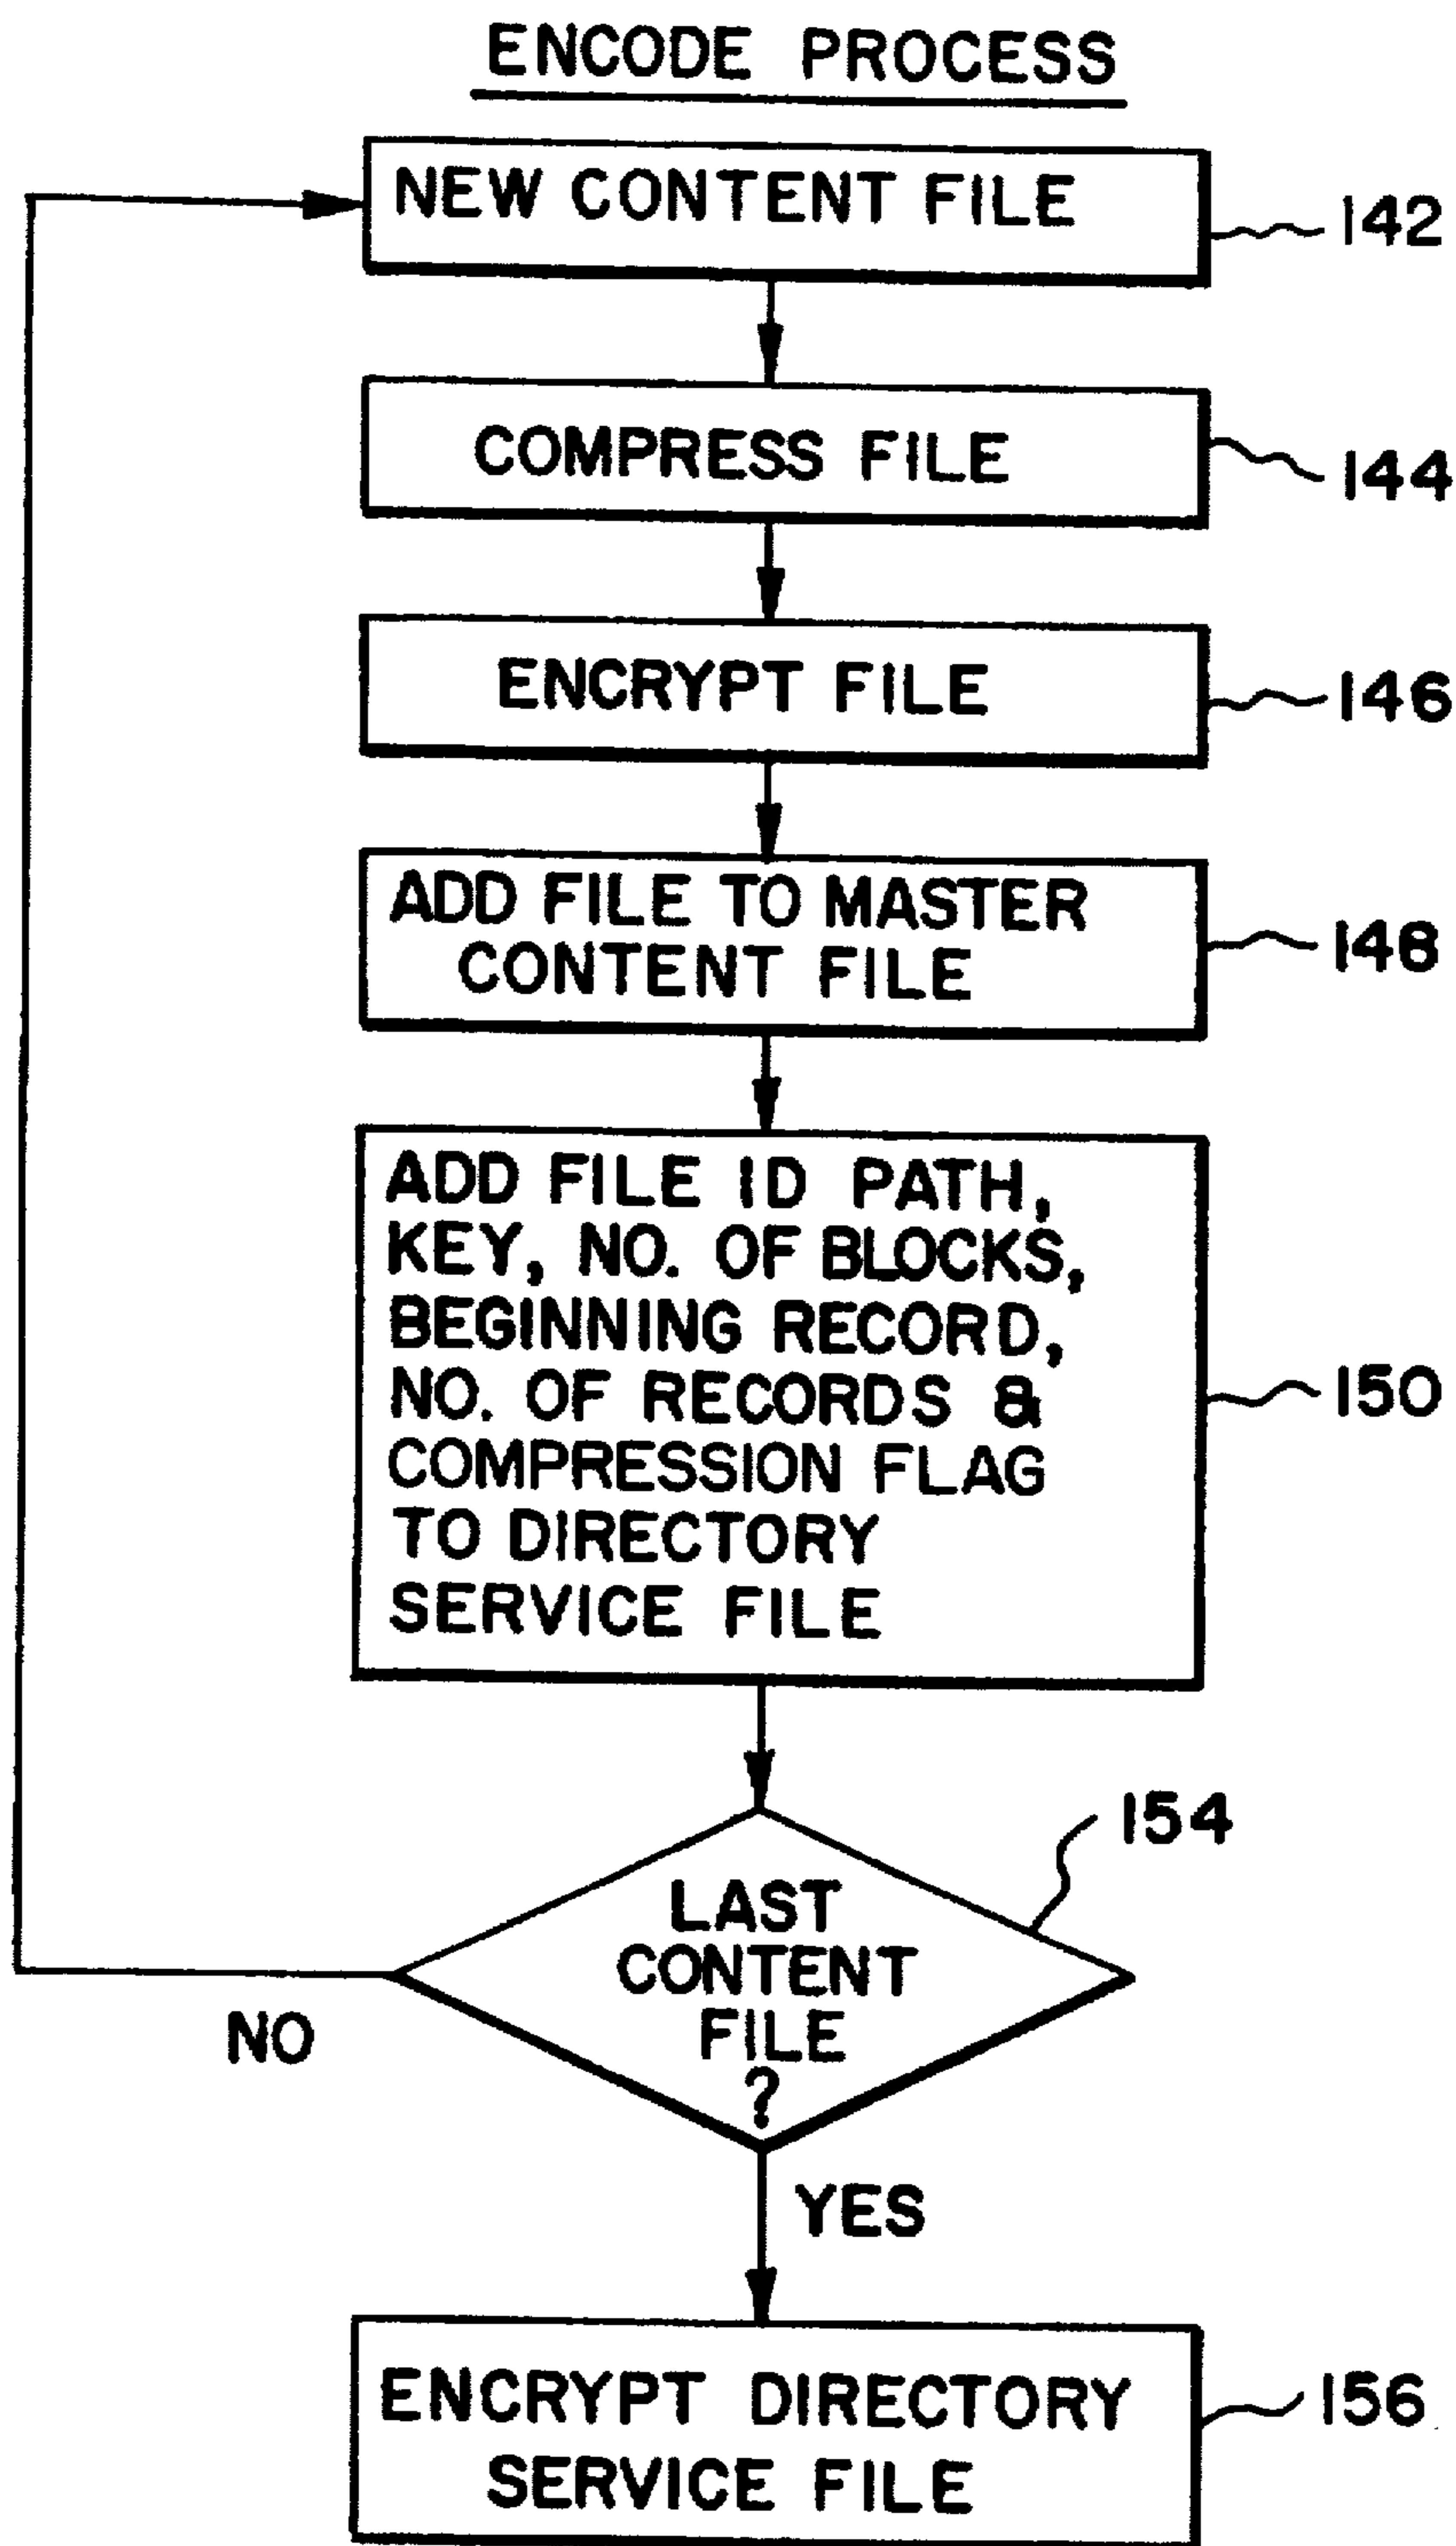 ENCODE PROCESS
NEW CONTENT FILE
142
COMPRESS FILE
144
ENCRYPT FILE
146
ADD FILE TO MASTER
CONTENT FILE
148
ADD FILE ID PATH,
KEY, NO. OF BLOCKS,
BEGINNING RECORD,
NO. OF RECORDS &
COMPRESSION FLAG
TO DIRECTORY
SERVICE FILE
150
LAST
CONTENT
FILE
?
154
NO
YES
ENCRYPT DIRECTORY
SERVICE FILE
156